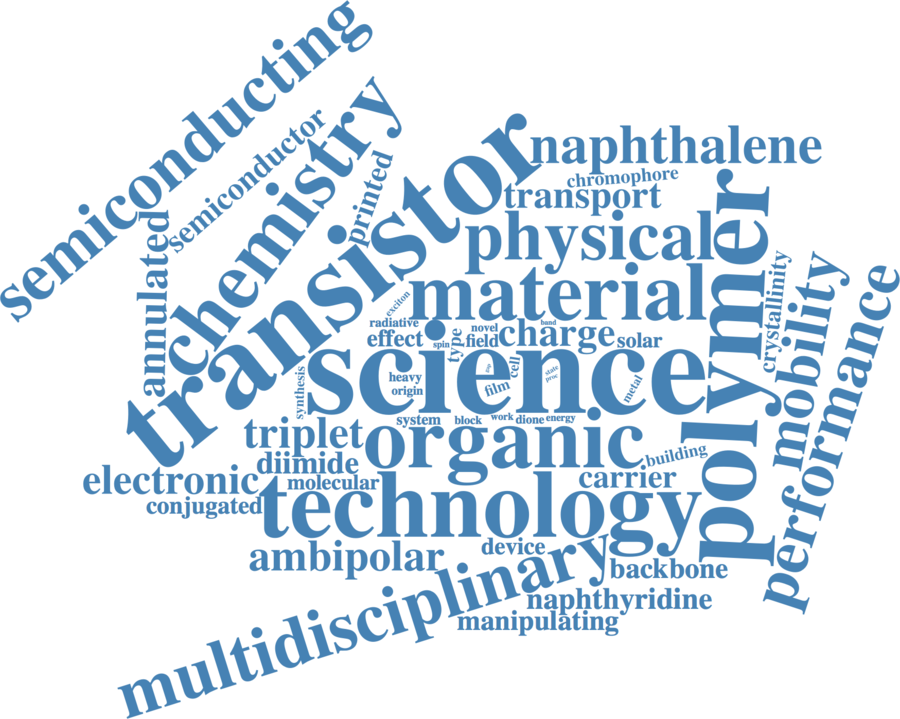 semiconducting
semiconductor
chemistry
printed
transistor
annulated
naphthalene
chromophore
transport
physical
polymer
material
exciton
crystallinity
mobility
performance
radiative
effect
spin
type
novel
field
band
charge
solar
science
synthesis
heavy
origin
film
cell
state
proc
metal
system
block
work
dione
energy
triplet
organic
building
diimide
carrier
electronic
molecular
conjugated
technology
ambipolar
device
backbone
multidisciplinary
naphthyridine
manipulating